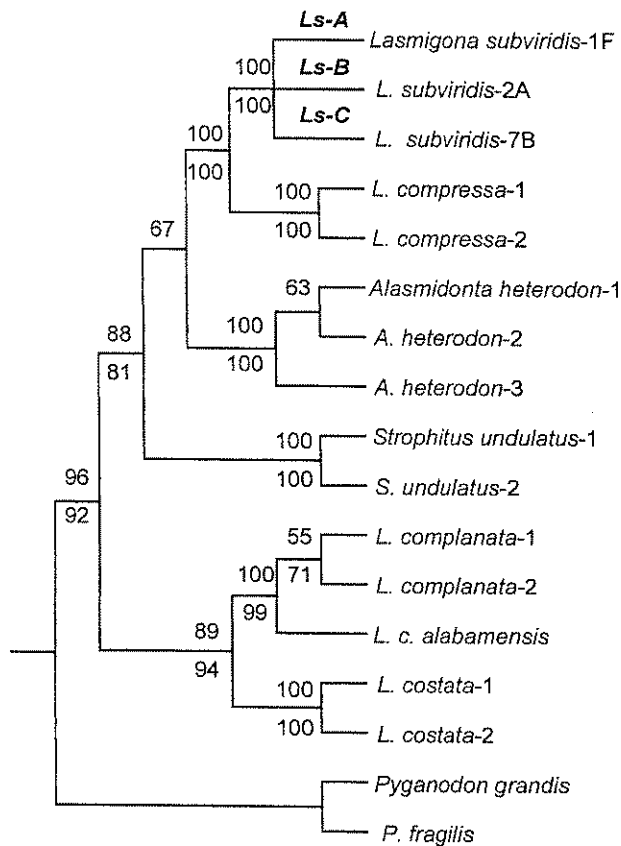 Ls-A
Lasmigona subviridis-1F
100
Ls-B
100
L. subviridis-2A
Ls-C
100
L. subviridis-7B
100
100
L. compressa-1
67
100
L. compressa-2
63
Alasmidonta heterodon-1
88
100
A. heterodon-2
81
100
A. heterodon-3
100
Strophitus undulatus-1
96
100
S. undulatus-2
92
55
L. complanata-1
100
71
L. complanata-2
99
89
L. c. alabamensis
94
100
L. costata-1
100
L. costata-2
Pyganodon grandis
P. fragilis